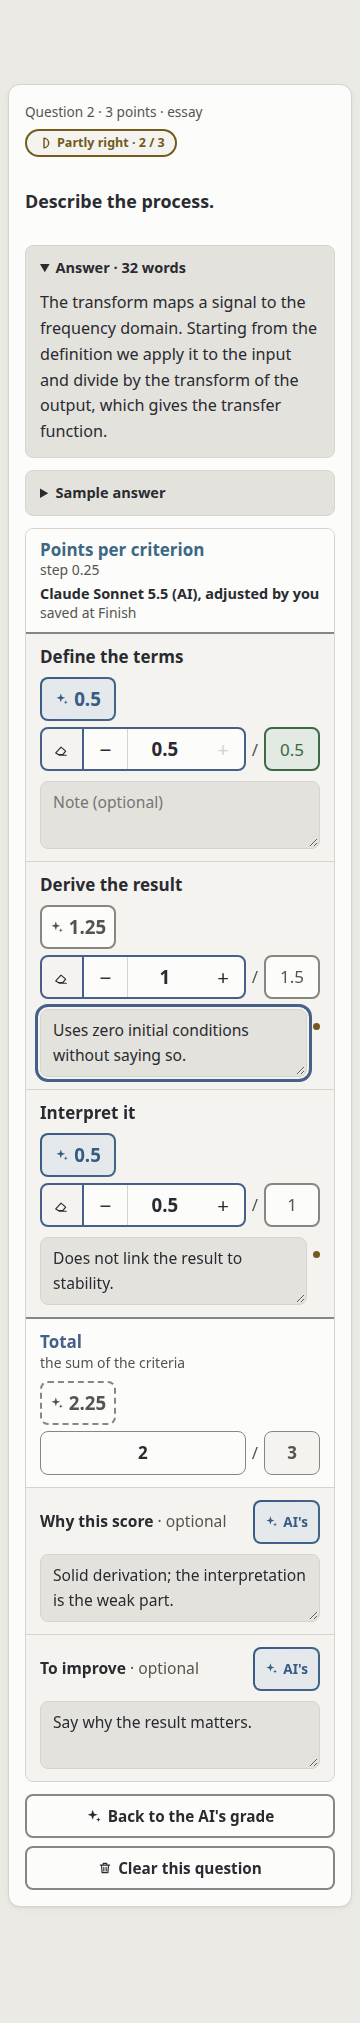 Question 2 · 3 points · essay
Partly right · 2 / 3
Describe the process.
Answer · 32 words
The transform maps a signal to the
frequency domain. Starting from the
definition we apply it to the input
and divide by the transform of the
output, which gives the transfer
function.
Sample answer
Points per criterion
step 0.25
Claude Sonnet 5.5 (AI), adjusted by you
saved at Finish
Define the terms
0.5
− 0.5 + / 0.5
Note (optional)
Derive the result
1.25
− 1 + / 1.5
Uses zero initial conditions
without saying so.
Interpret it
0.5
− 0.5 + / 1
Does not link the result to
stability.
Total
the sum of the criteria
2.25
2 / 3
Why this score · optional AI's
Solid derivation; the interpretation
is the weak part.
To improve · optional AI's
Say why the result matters.
Back to the AI's grade
Clear this question